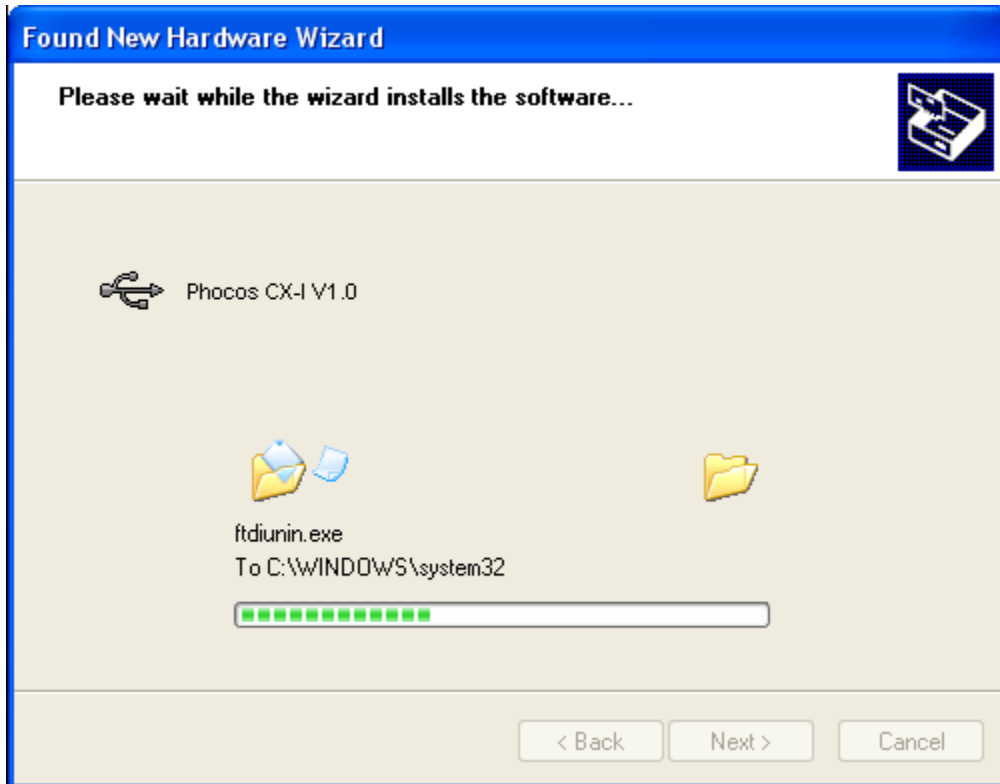 Found New Hardware Wizard
Please wait while the wizard installs the software...
Phocos CX-I V1.0
ftdiunin.exe
To C:\WINDOWS\system32
< Back Next > Cancel